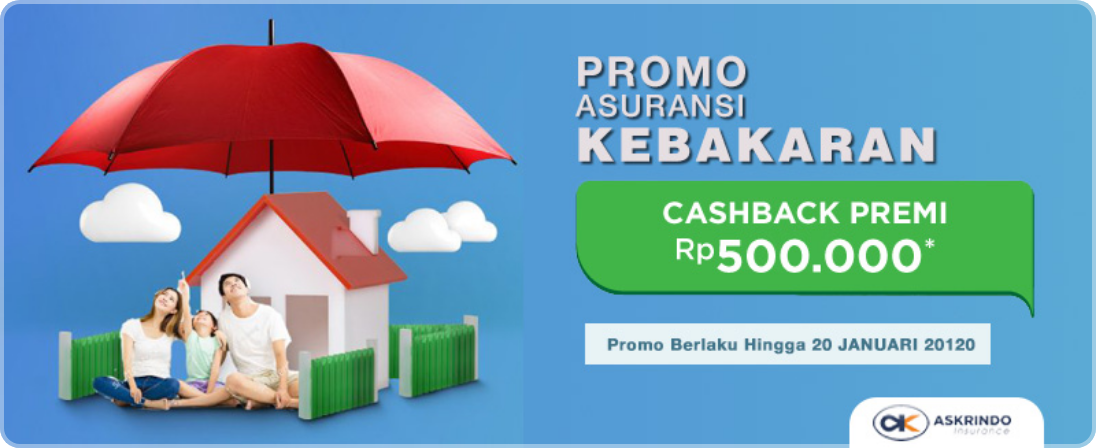 PROMO
ASURANSI
KEBAKARAN
CASHBACK PREMI
Rp500.000*
Promo Berlaku Hingga 20 JANUARI 20120
ASKRINDO
Insurance